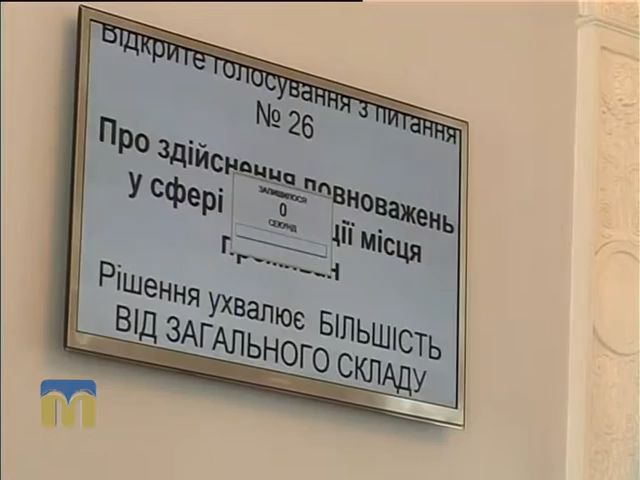 Відкрите голосування з питання
№ 26
Про здійснення повноважень
у сфері ції місця
ЗАЛИШИЛОСЯ
0
СЕКУНД
Рішення ухвалює БІЛЬШІСТЬ
ВІД ЗАГАЛЬНОГО СКЛАДУ
М